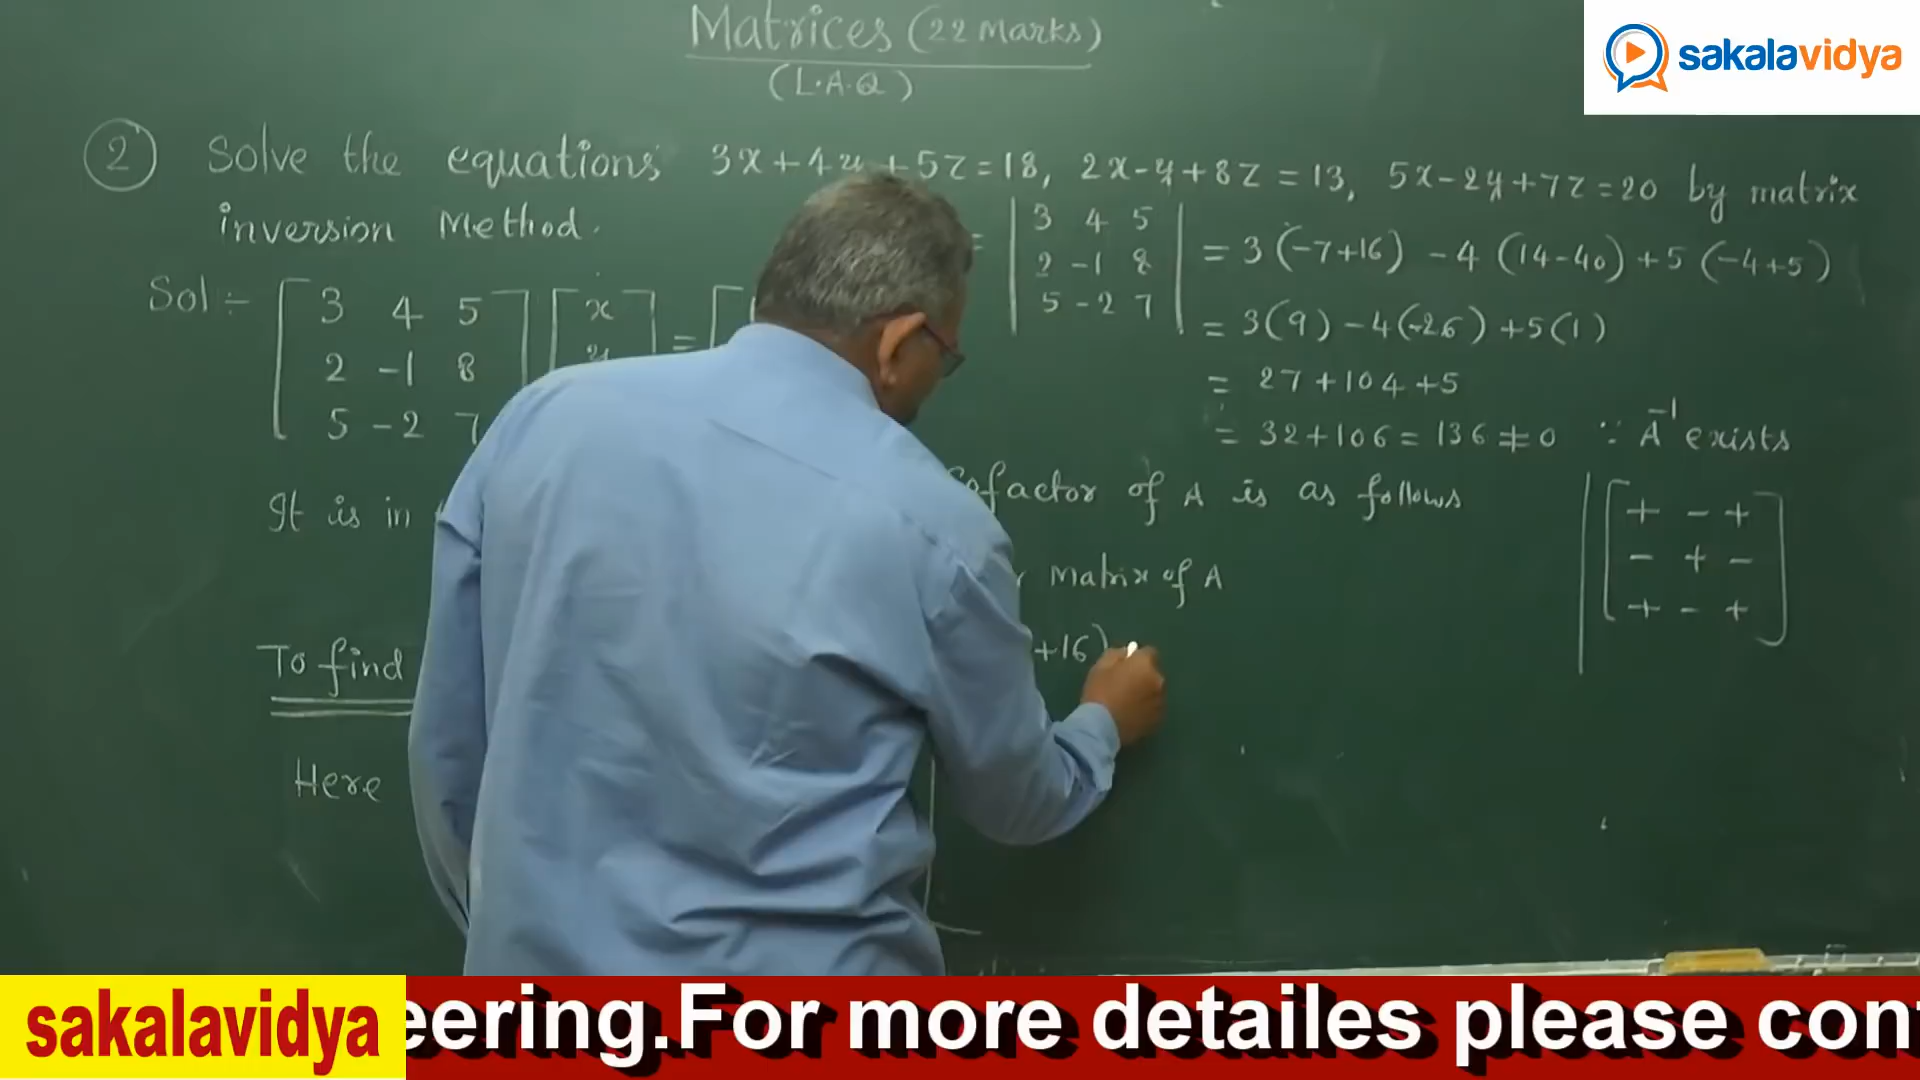 Matrices (22 Marks)
(L.A.Q)
sakalavidya
2 Solve the equations 3x+4y+5z=18, 2x-y+8z=13, 5x-2y+7z=20 by matrix
inversion Method.
Sol:-
[3 4 5
2 -1 8
5 -2 7
[x
y
] = [
= |3 4 5
2 -1 8
5 -2 7| = 3(-7+16) -4 (14-40)+5(-4+5)
= 3(9)-4(-26)+5(1)
= 27+104+5
= 32+106=136≠0 ∵ A⁻¹ exists
It is in
Cofactor of A is as follows
Matrix of A
+16)
[+ - +
- + -
+ - +]
To find
Here
sakalavidya
eering.For more detailes please con